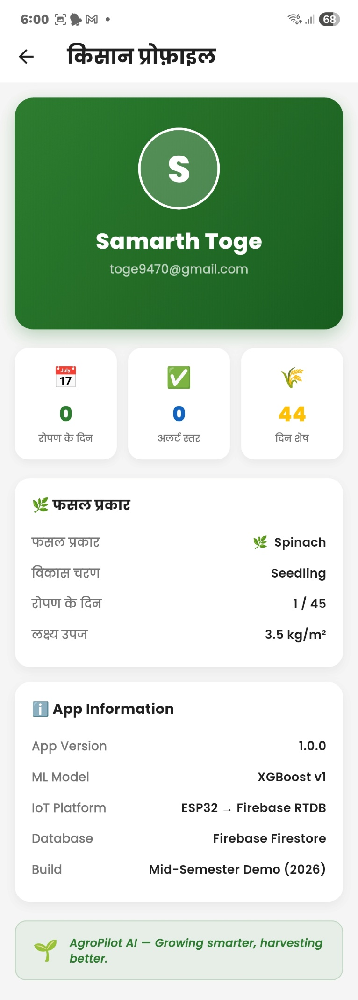 6:00
68
किसान प्रोफ़ाइल
S
Samarth Toge
toge9470@gmail.com
July
17
0
रोपण के दिन
0
अलर्ट स्तर
44
दिन शेष
फसल प्रकार
फसल प्रकार Spinach
विकास चरण Seedling
रोपण के दिन 1 / 45
लक्ष्य उपज 3.5 kg/m²
App Information
App Version 1.0.0
ML Model XGBoost v1
IoT Platform ESP32 → Firebase RTDB
Database Firebase Firestore
Build Mid-Semester Demo (2026)
AgroPilot AI — Growing smarter, harvesting
better.